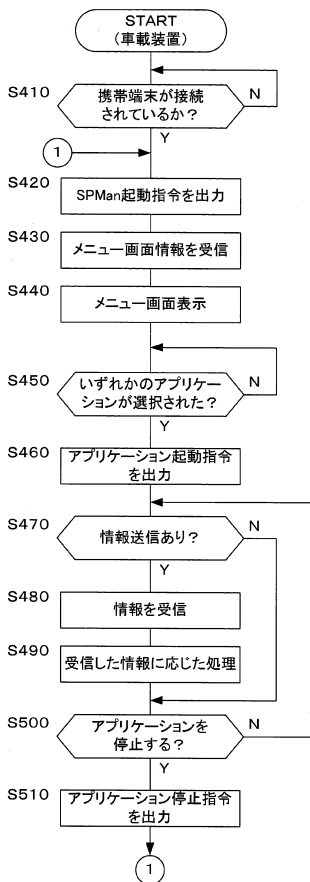 START
(車載装置)
S410
携帯端末が接続
されているか?
N
Y
1
S420
SPMan起動指令を出力
S430
メニュー画面情報を受信
S440
メニュー画面表示
S450
いずれかのアプリケー
ションが選択された?
N
Y
S460
アプリケーション起動指令
を出力
S470
情報送信あり?
N
Y
S480
情報を受信
S490
受信した情報に応じた処理
S500
アプリケーションを
停止する?
N
Y
S510
アプリケーション停止指令
を出力
1